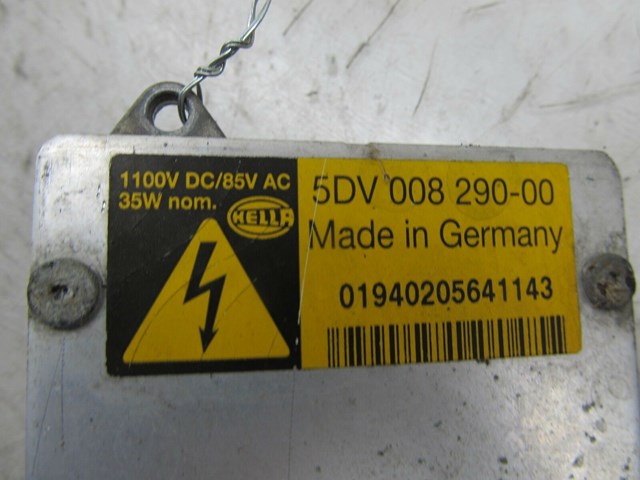 1100V DC/85V AC
35W nom.
HELLA
5DV 008 290-00
Made in Germany
01940205641143